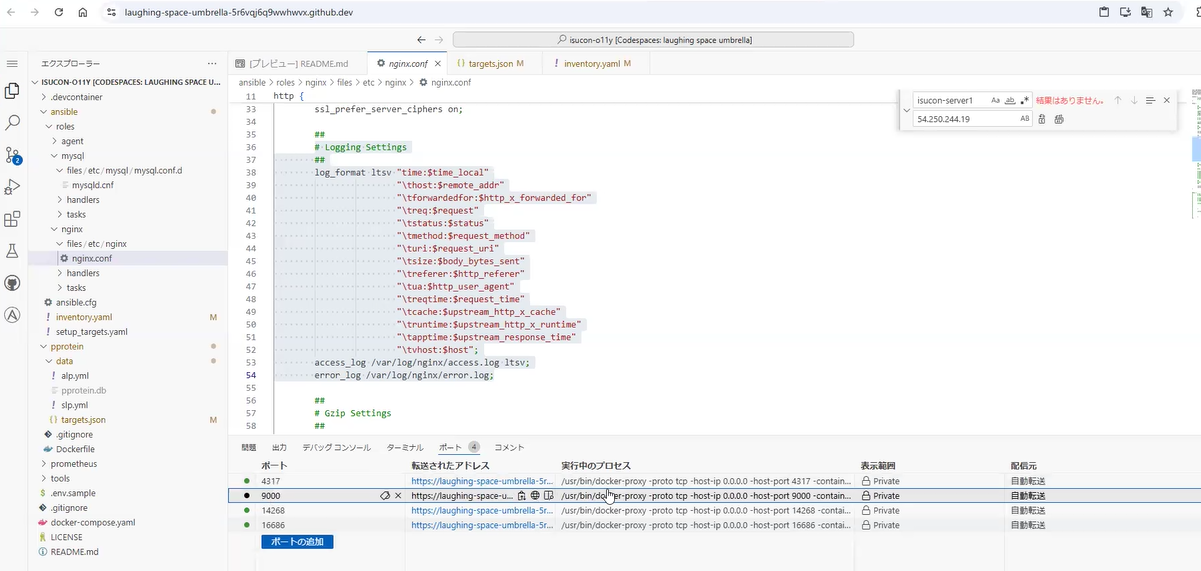 laughing-space-umbrella-5r6vqj6q9wwhwvx.github.dev
isucon-o11y [Codespaces: laughing space umbrella]
エクスプローラー
ISUCON-O11Y [CODESPACES: LAUGHING SPACE U...
.devcontainer
ansible
roles
agent
mysql
files / etc / mysql / mysql.conf.d
mysqld.cnf
handlers
tasks
nginx
files / etc / nginx
nginx.conf
handlers
tasks
ansible.cfg
inventory.yaml M
setup_targets.yaml
pprotein
data
alp.yml
pprotein.db
slp.yml
targets.json M
.gitignore
Dockerfile
prometheus
tools
.env.sample
.gitignore
docker-compose.yaml
LICENSE
README.md
[プレビュー] README.md
nginx.conf
targets.json M
inventory.yaml M
ansible > roles > nginx > files > etc > nginx > nginx.conf
isucon-server1
Aa ab .*
結果はありません。
54.250.244.19
AB
11 http {
33 ssl_prefer_server_ciphers on;
34
35 ##
36 # Logging Settings
37 ##
38 log_format ltsv "time:$time_local"
39 "\thost:$remote_addr"
40 "\tforwardedfor:$http_x_forwarded_for"
41 "\treq:$request"
42 "\tstatus:$status"
43 "\tmethod:$request_method"
44 "\turi:$request_uri"
45 "\tsize:$body_bytes_sent"
46 "\treferer:$http_referer"
47 "\tua:$http_user_agent"
48 "\treqtime:$request_time"
49 "\tcache:$upstream_http_x_cache"
50 "\truntime:$upstream_http_x_runtime"
51 "\tapptime:$upstream_response_time"
52 "\tvhost:$host";
53 access_log /var/log/nginx/access.log ltsv;
54 error_log /var/log/nginx/error.log;
55
56 ##
57 # Gzip Settings
58 ##
問題 出力 デバッグ コンソール ターミナル ポート 4 コメント
ポート 転送されたアドレス 実行中のプロセス 表示範囲 配信元
4317 https://laughing-space-umbrella-5r... /usr/bin/docker-proxy -proto tcp -host-ip 0.0.0.0 -host-port 4317 -contain... Private 自動転送
9000 https://laughing-space-u... /usr/bin/docker-proxy -proto tcp -host-ip 0.0.0.0 -host-port 9000 -contain... Private 自動転送
14268 https://laughing-space-umbrella-5r... /usr/bin/docker-proxy -proto tcp -host-ip 0.0.0.0 -host-port 14268 -contai... Private 自動転送
16686 https://laughing-space-umbrella-5r... /usr/bin/docker-proxy -proto tcp -host-ip 0.0.0.0 -host-port 16686 -contai... Private 自動転送
ポートの追加
2